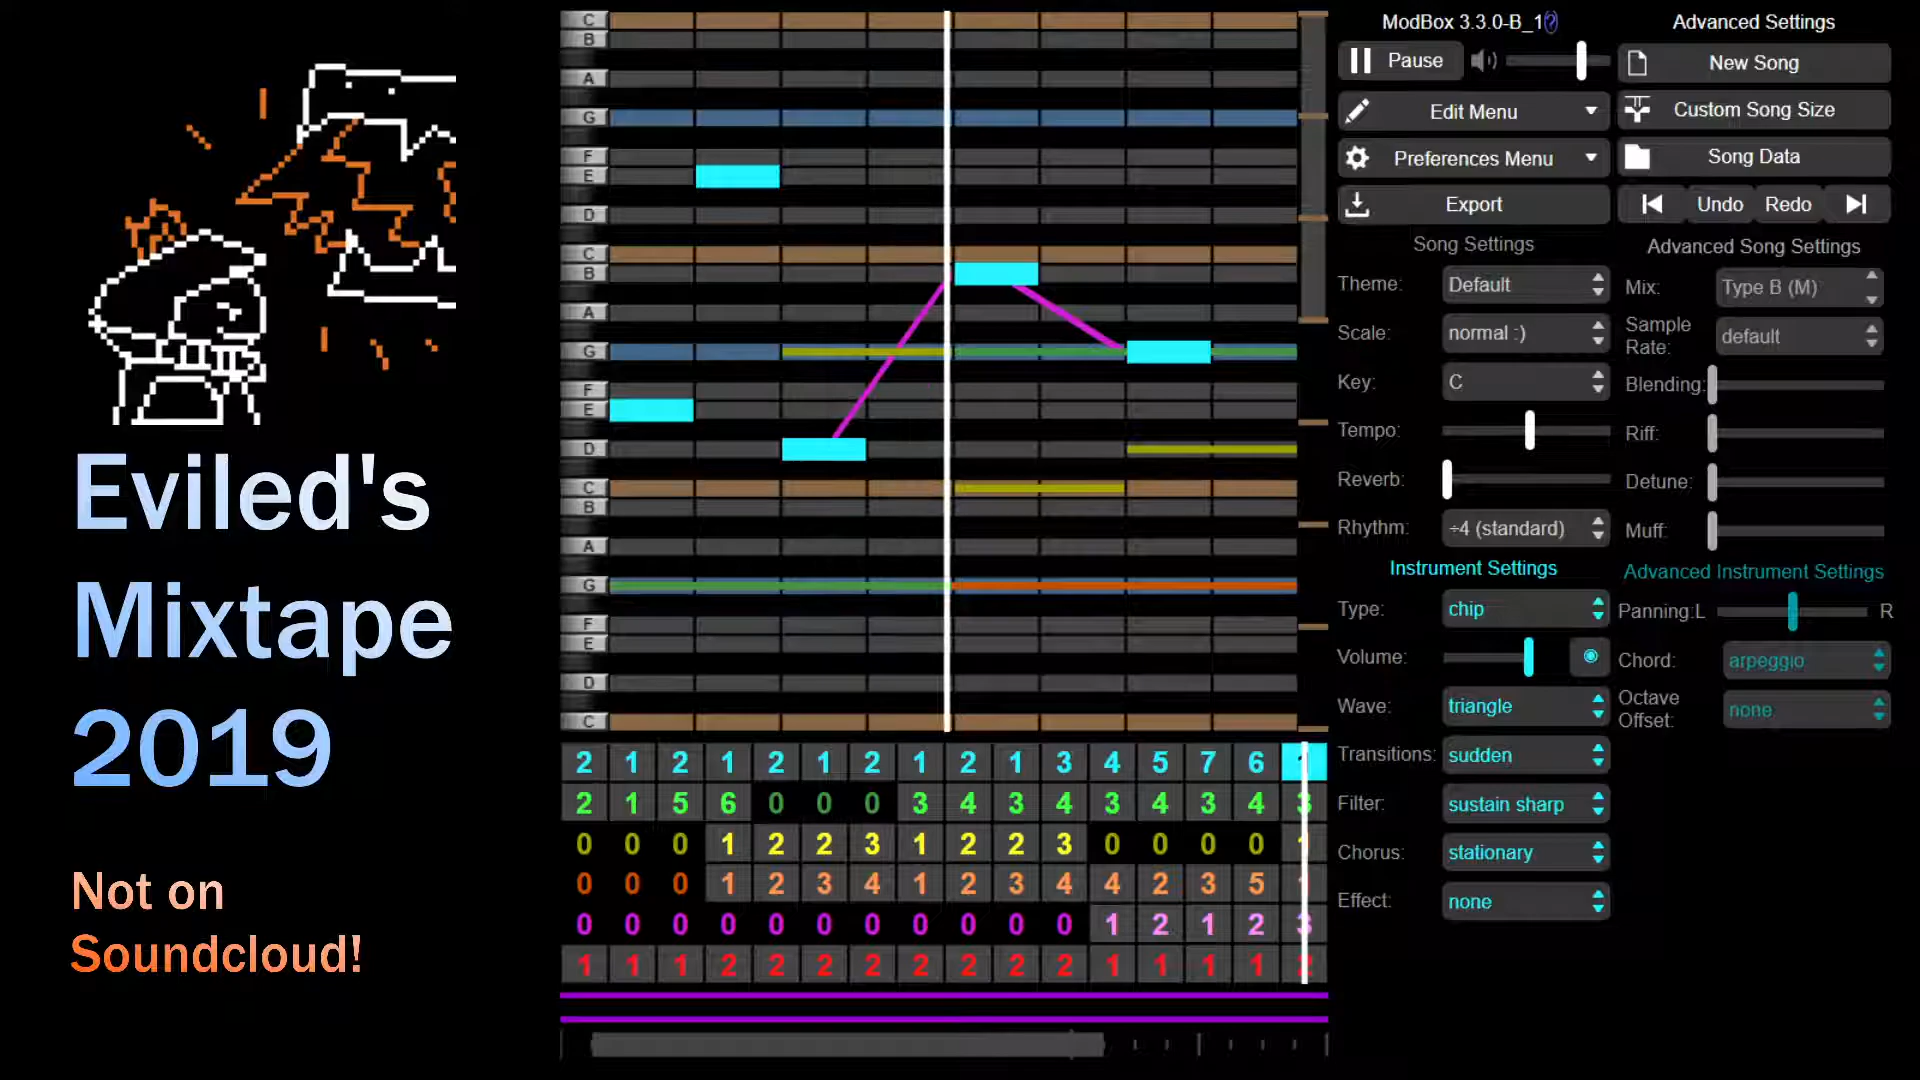 Eviled's
Mixtape
2019
Not on
Soundcloud!
C
B
A
G
F
E
D
C
B
A
G
F
E
D
C
B
A
G
F
E
D
C
2 1 2 1 2 1 2 1 2 1 3 4 5 7 6 1
2 1 5 6 0 0 0 3 4 3 4 3 4 3 4 3
0 0 0 1 2 2 3 1 2 2 3 0 0 0 0 1
0 0 0 1 2 3 4 1 2 3 4 4 2 3 5
0 0 0 0 0 0 0 0 0 0 0 1 2 1 2 3
1 1 1 2 2 2 2 2 2 2 2 1 1 1 1 2
ModBox 3.3.0-B_1?
Pause
Edit Menu
Preferences Menu
Export
Song Settings
Theme: Default
Scale: normal :)
Key: C
Tempo:
Reverb:
Rhythm: ÷4 (standard)
Instrument Settings
Type: chip
Volume:
Wave: triangle
Transitions: sudden
Filter: sustain sharp
Chorus: stationary
Effect: none
Advanced Settings
New Song
Custom Song Size
Song Data
Undo Redo
Advanced Song Settings
Mix: Type B (M)
Sample
Rate: default
Blending:
Riff:
Detune:
Muff:
Advanced Instrument Settings
Panning:L R
Chord: arpeggio
Octave
Offset: none